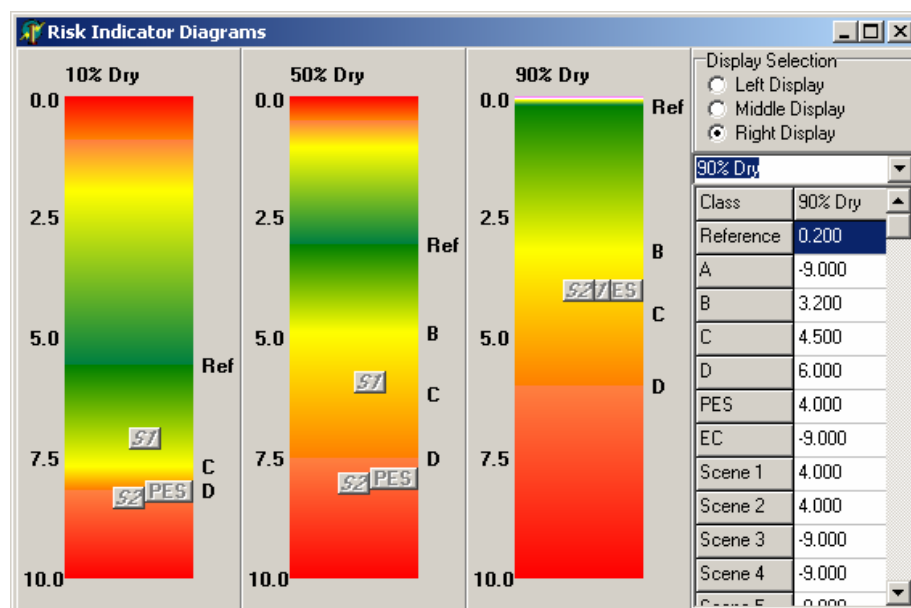 Risk Indicator Diagrams
10% Dry
0.0
2.5
5.0
Ref
7.5
S1
C
S2 PES D
10.0
50% Dry
0.0
2.5
Ref
5.0
B
S1
C
7.5
D
S2 PES
10.0
90% Dry
0.0
Ref
2.5
B
S2 1 ES
C
5.0
D
7.5
10.0
Display Selection
Left Display
Middle Display
Right Display
90% Dry
Class 90% Dry
Reference 0.200
A -9.000
B 3.200
C 4.500
D 6.000
PES 4.000
EC -9.000
Scene 1 4.000
Scene 2 4.000
Scene 3 -9.000
Scene 4 -9.000